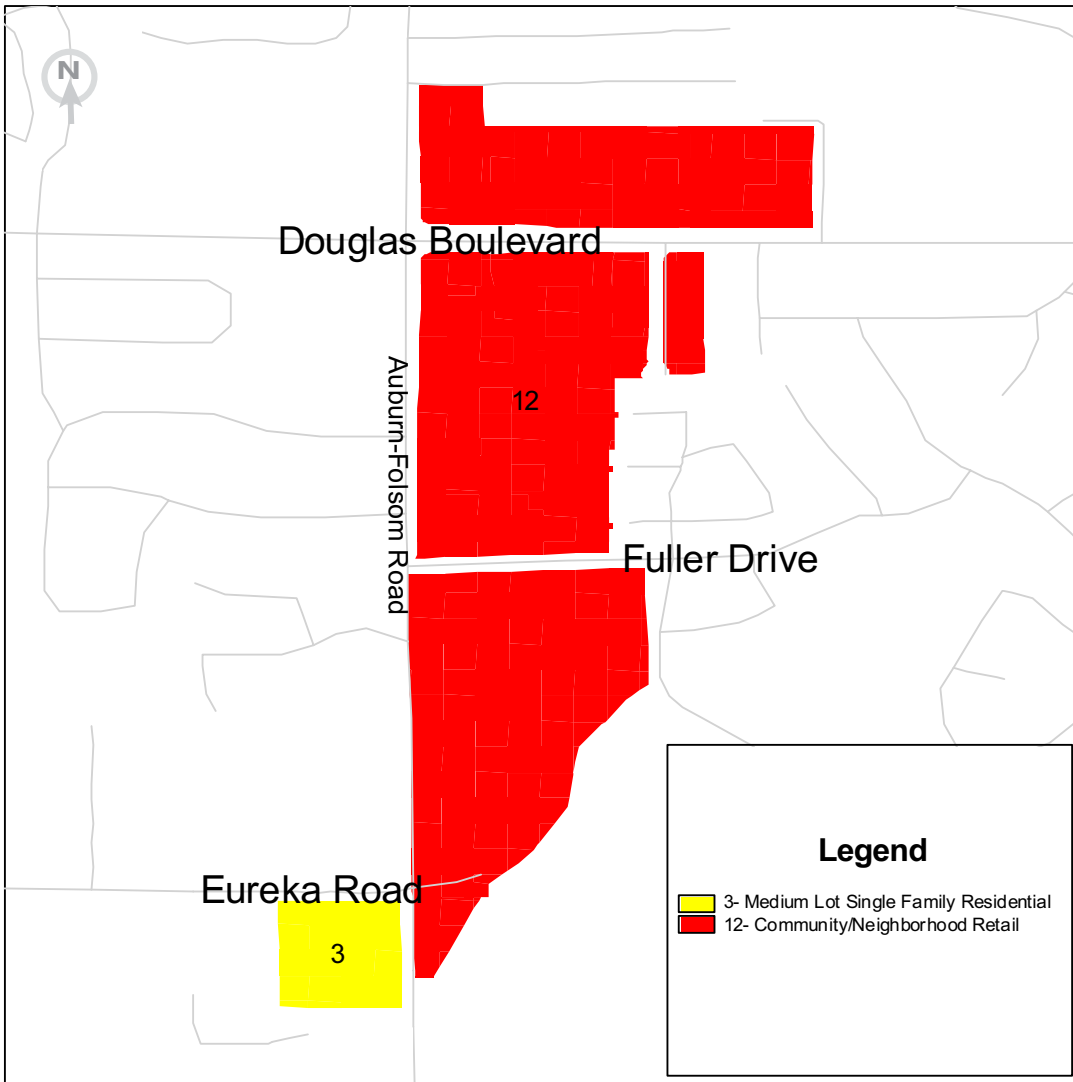 N
Douglas Boulevard
Auburn-Folsom Road
12
Fuller Drive
Eureka Road
3
Legend
3- Medium Lot Single Family Residential
12- Community/Neighborhood Retail